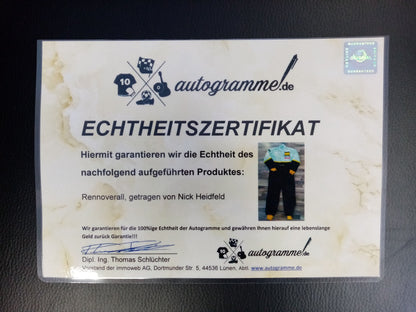 10
autogramme.de
ECHTHEITSZERTIFIKAT
Hiermit garantieren wir die Echtheit des
nachfolgend aufgeführten Produktes:
Rennoverall, getragen von Nick Heidfeld
Wir garantieren für die 100%ige Echtheit der Autogramme und gewähren Ihnen hierauf eine lebenslange
Geld zurück Garantie!!!
Dipl. Ing. Thomas Schlüchter
Vorstand der immoweb AG, Dortmunder Str. 5, 44536 Lünen, Abtl. www.autogramme.de
autogramme.de